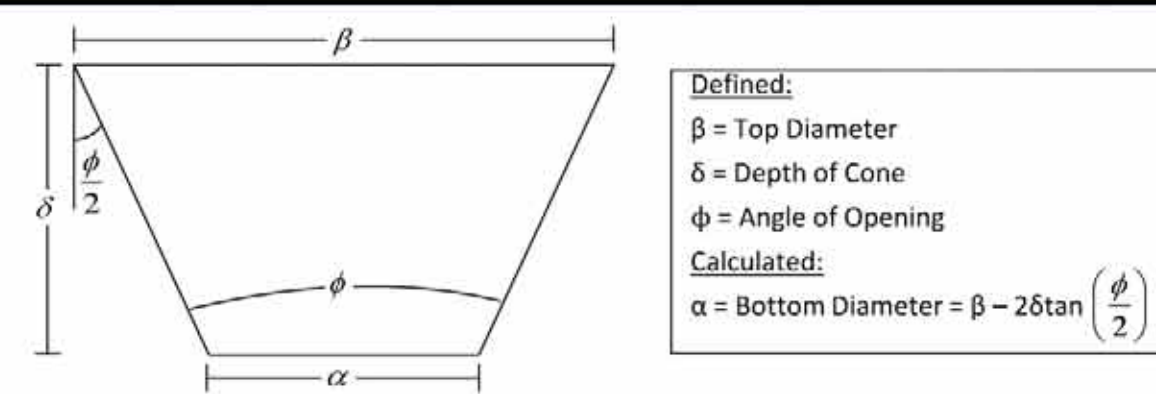 β
δ
ϕ/2
ϕ
α
Defined:
β = Top Diameter
δ = Depth of Cone
ϕ = Angle of Opening
Calculated:
α = Bottom Diameter = β – 2δtan(ϕ/2)